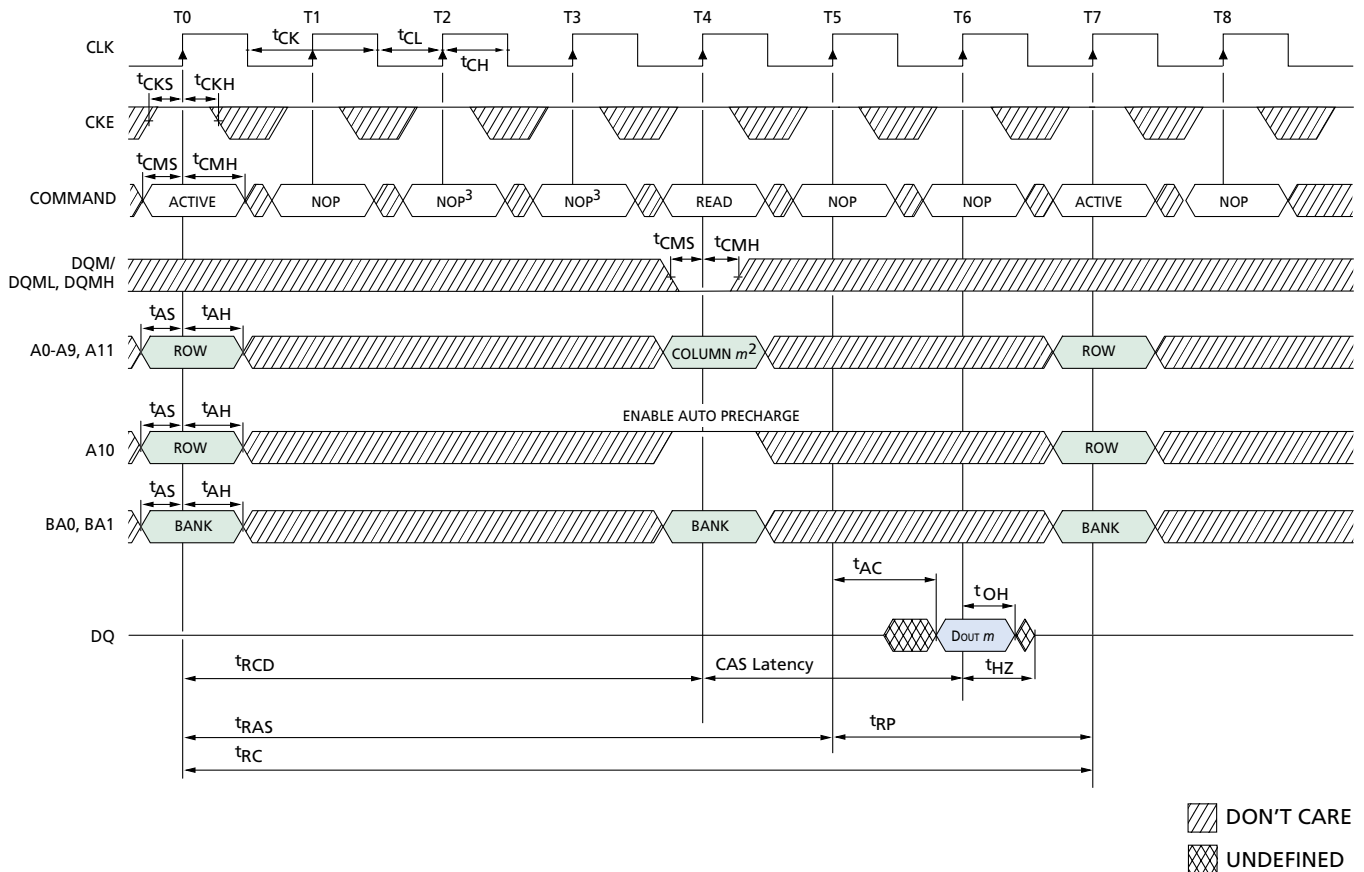 T0 T1 T2 T3 T4 T5 T6 T7 T8
CLK
tCK tCL tCH
tCKS tCKH
CKE
tCMS tCMH
COMMAND ACTIVE NOP NOP3 NOP3 READ NOP NOP ACTIVE NOP
tCMS tCMH
DQM/
DQML, DQMH
tAS tAH
A0-A9, A11 ROW COLUMN m2 ROW
ENABLE AUTO PRECHARGE
tAS tAH
A10 ROW ROW
tAS tAH
BA0, BA1 BANK BANK BANK
tAC
tOH
DQ DOUT m
tRCD CAS Latency tHZ
tRAS tRP
tRC
DON'T CARE
UNDEFINED